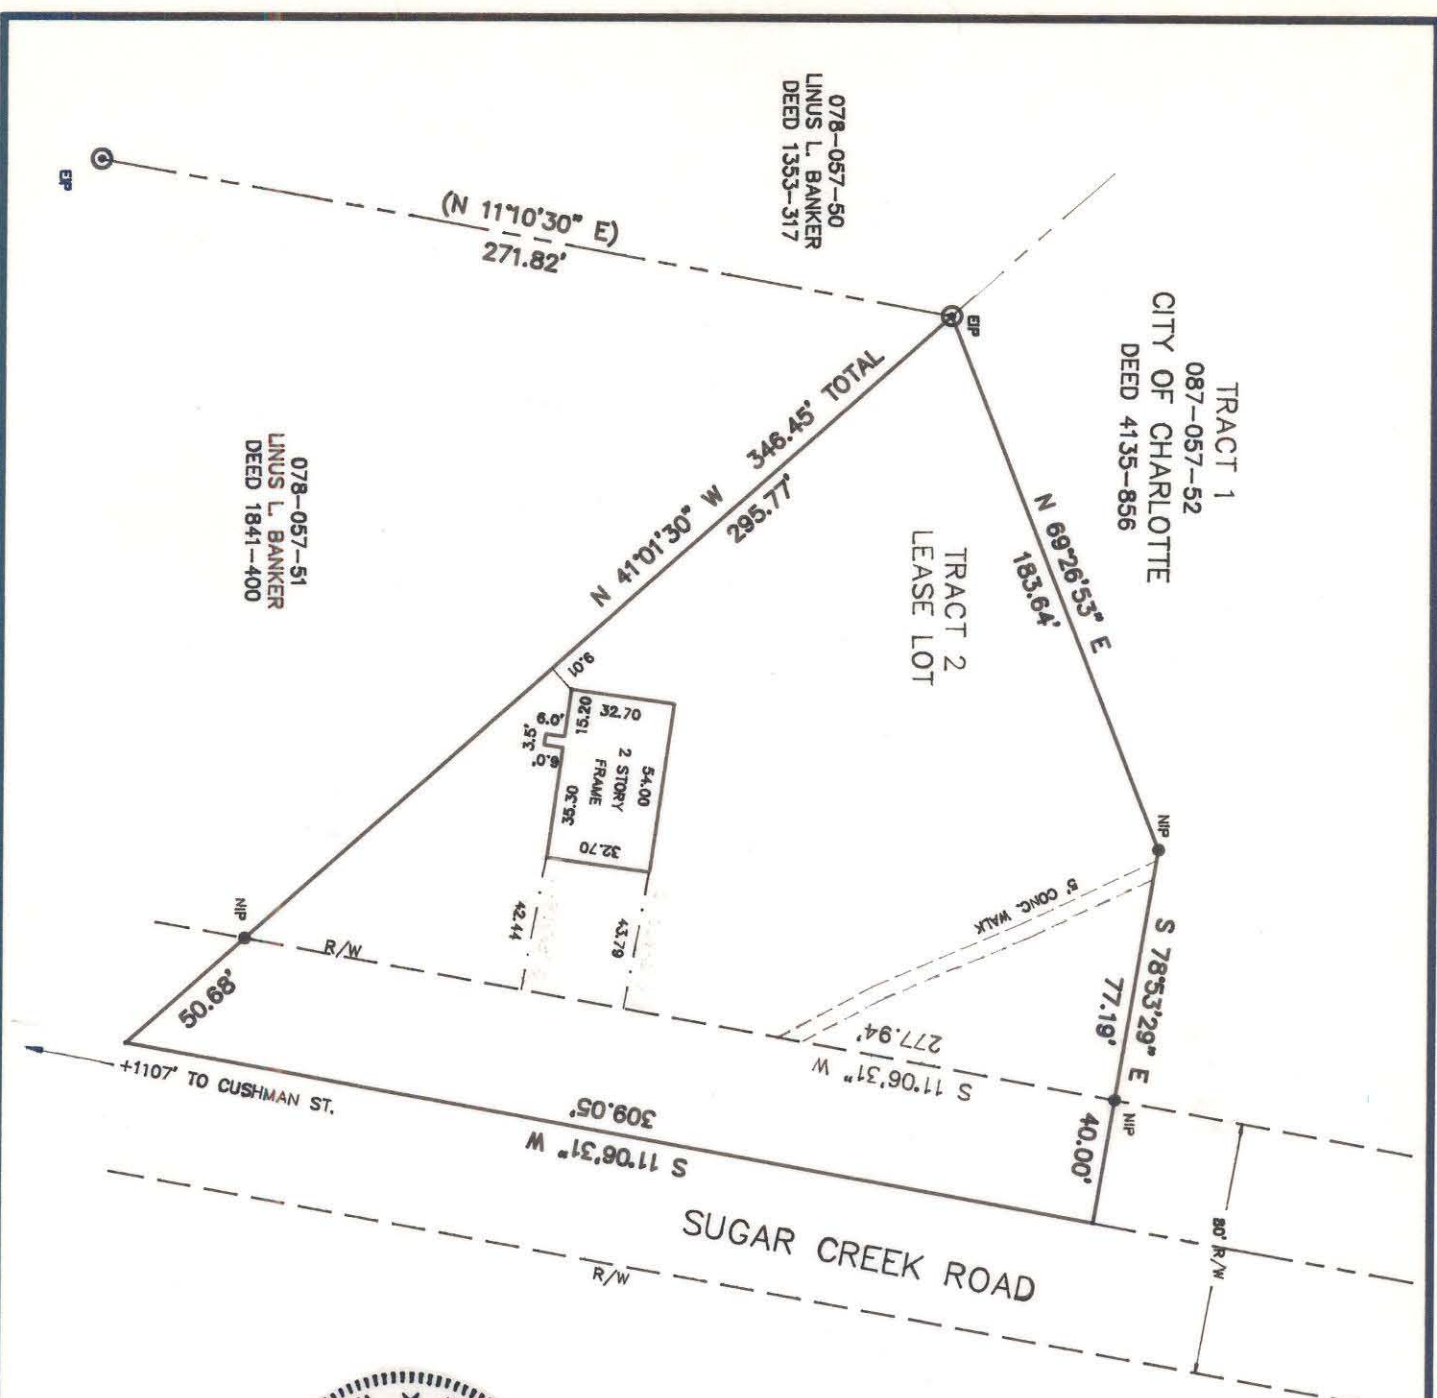 078-057-50
LINUS L. BANKER
DEED 1353-317
TRACT 1
087-057-52
CITY OF CHARLOTTE
DEED 4135-856
EIP
(N 11°10'30" E)
271.82'
EIP
346.45' TOTAL
N 41°01'30" W
295.77'
N 69°26'53" E
183.64'
TRACT 2
LEASE LOT
078-057-51
LINUS L. BANKER
DEED 1841-400
9.01
32.70
15.20
6.0'
3.5'
6.0'
54.00
2 STORY
FRAME
35.30
32.70
42.44
43.79
NIP
5' CONC. WALK
S 78°53'29" E
77.19'
NIP
R/W
50.68'
277.94'
S 11°06'31" W
NIP
40.00'
+1107' TO CUSHMAN ST.
309.05'
S 11°06'31" W
80' R/W
SUGAR CREEK ROAD
R/W